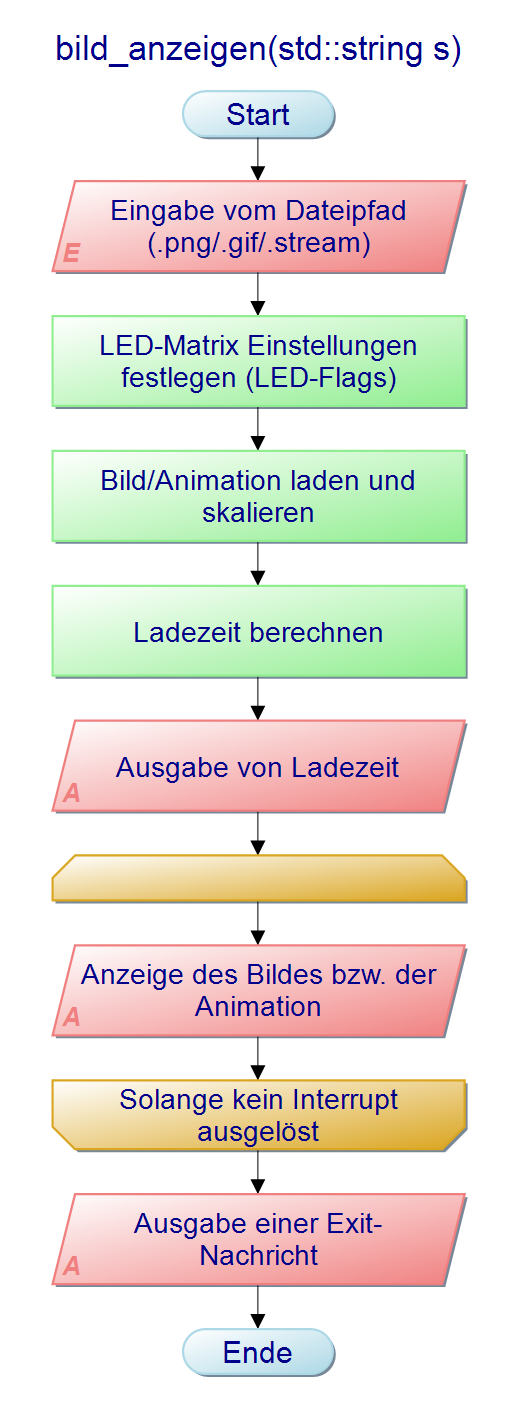 bild_anzeigen(std::string s)
Start
Eingabe vom Dateipfad
(.png/.gif/.stream)
E
LED-Matrix Einstellungen
festlegen (LED-Flags)
Bild/Animation laden und
skalieren
Ladezeit berechnen
Ausgabe von Ladezeit
A
Anzeige des Bildes bzw. der
Animation
A
Solange kein Interrupt
ausgelöst
Ausgabe einer Exit-
Nachricht
A
Ende